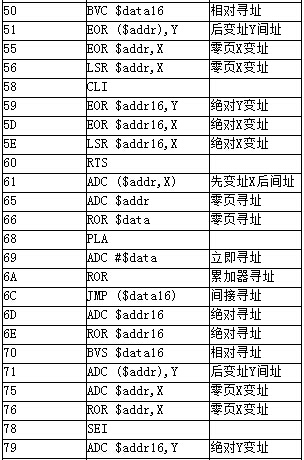 50 BVC $data16 相对寻址
51 EOR ($addr),Y 后变址Y间址
55 EOR $addr,X 零页X变址
56 LSR $addr,X 零页X变址
58 CLI
59 EOR $addr16,Y 绝对Y变址
5D EOR $addr16,X 绝对X变址
5E LSR $addr16,X 绝对X变址
60 RTS
61 ADC ($addr,X) 先变址X后间址
65 ADC $addr 零页寻址
66 ROR $data 零页寻址
68 PLA
69 ADC #$data 立即寻址
6A ROR 累加器寻址
6C JMP ($data16) 间接寻址
6D ADC $addr16 绝对寻址
6E ROR $addr16 绝对寻址
70 BVS $data16 相对寻址
71 ADC ($addr),Y 后变址Y间址
75 ADC $addr,X 零页X变址
76 ROR $addr,X 零页X变址
78 SEI
79 ADC $addr16,Y 绝对Y变址